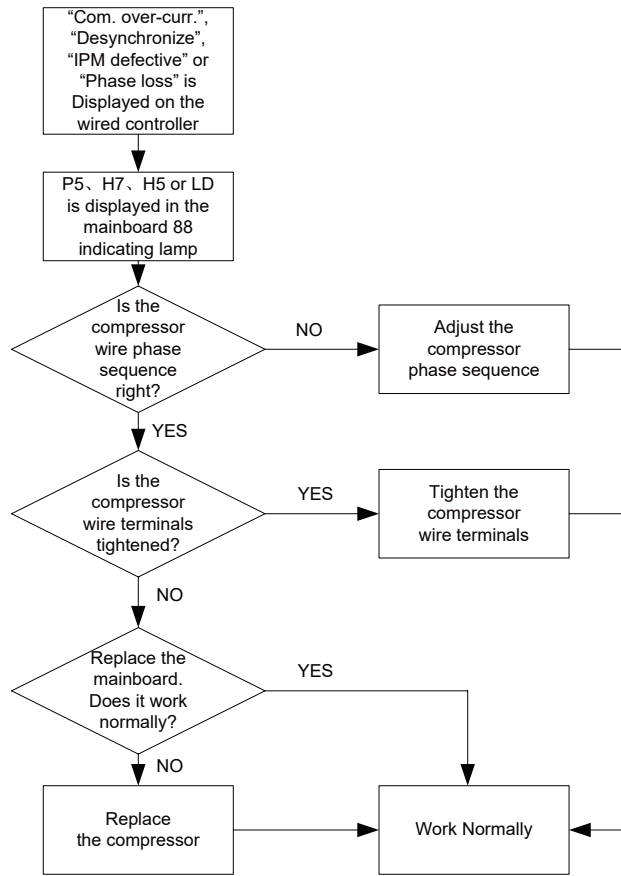 “Com. over-curr.”,
“Desynchronize”,
“IPM defective” or
“Phase loss” is
Displayed on the
wired controller
P5、H7、H5 or LD
is displayed in the
mainboard 88
indicating lamp
Is the
compressor
wire phase
sequence
right?
NO
Adjust the
compressor
phase sequence
YES
Is the
compressor
wire terminals
tightened?
YES
Tighten the
compressor
wire terminals
NO
Replace the
mainboard.
Does it work
normally?
YES
NO
Replace
the compressor
Work Normally